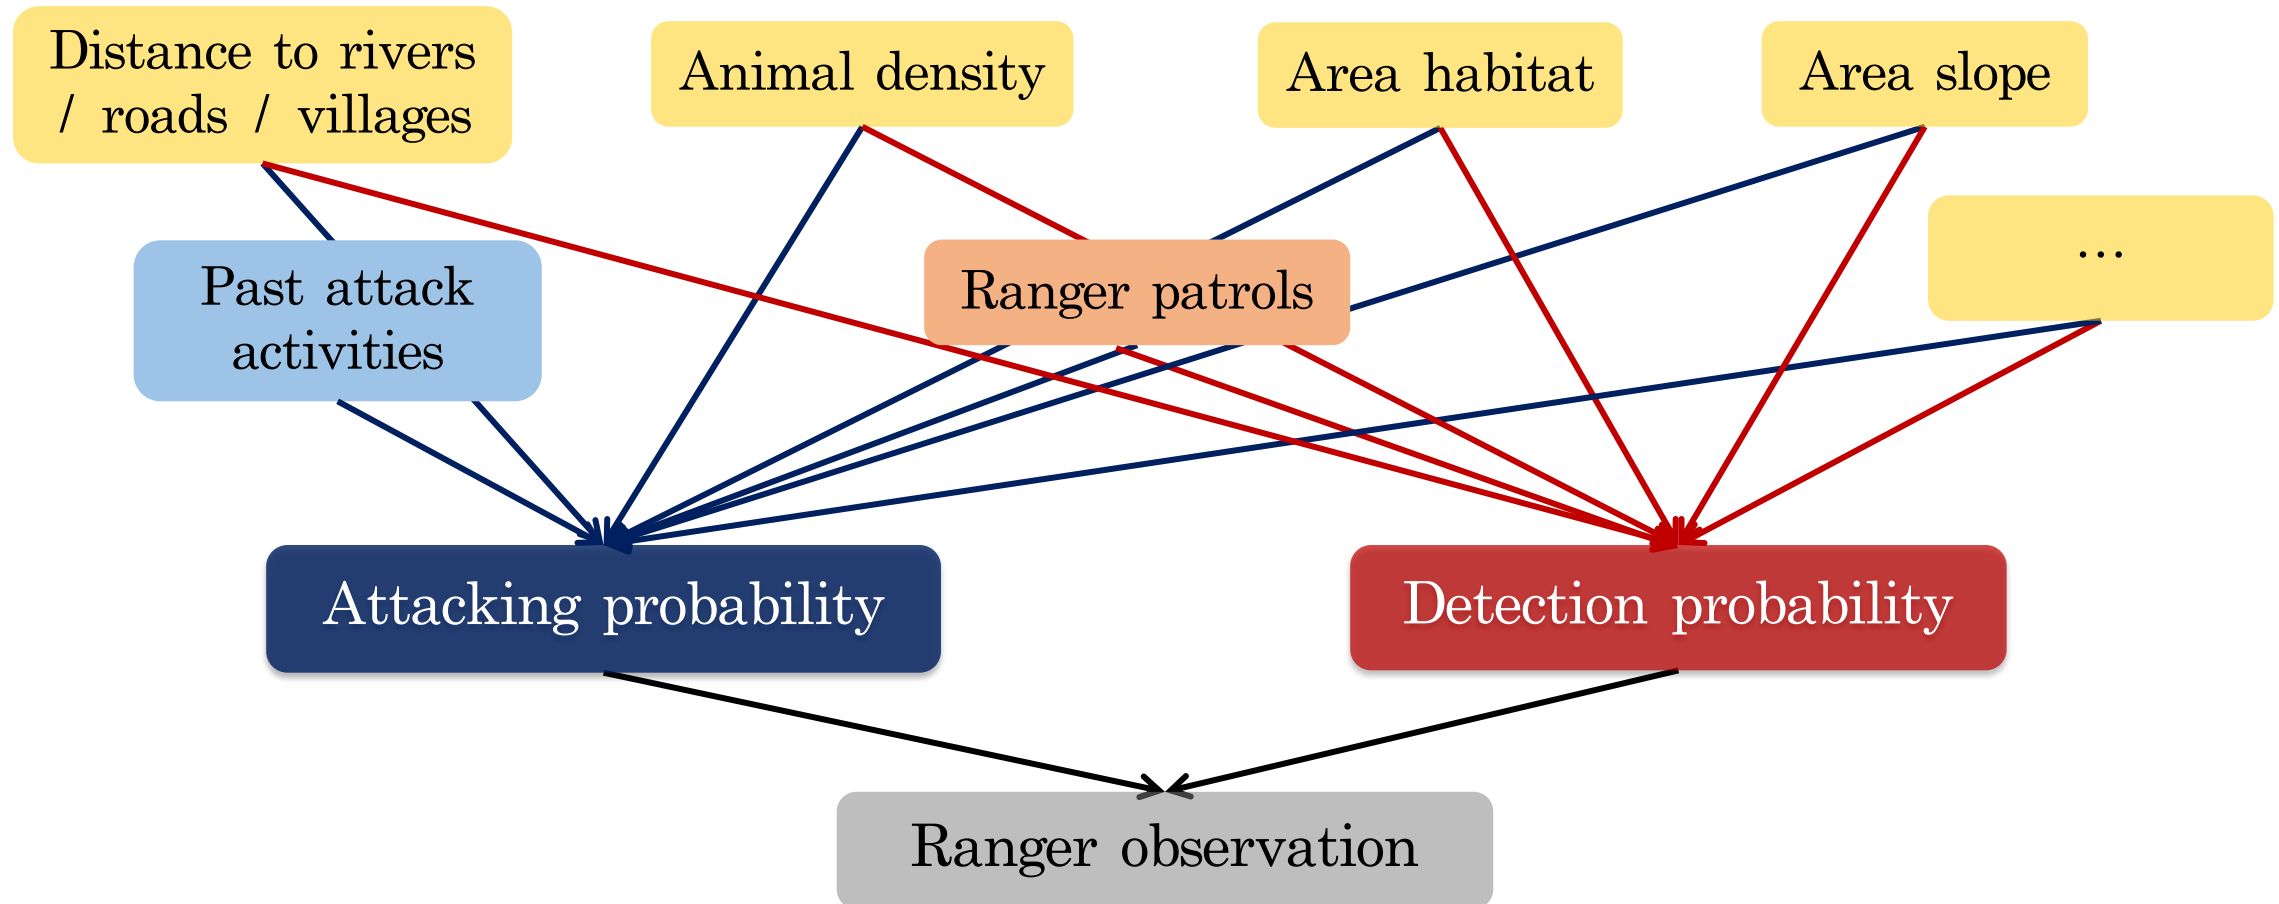 Distance to rivers
/ roads / villages
Animal density
Area habitat
Area slope
...
Past attack
activities
Ranger patrols
Attacking probability
Detection probability
Ranger observation